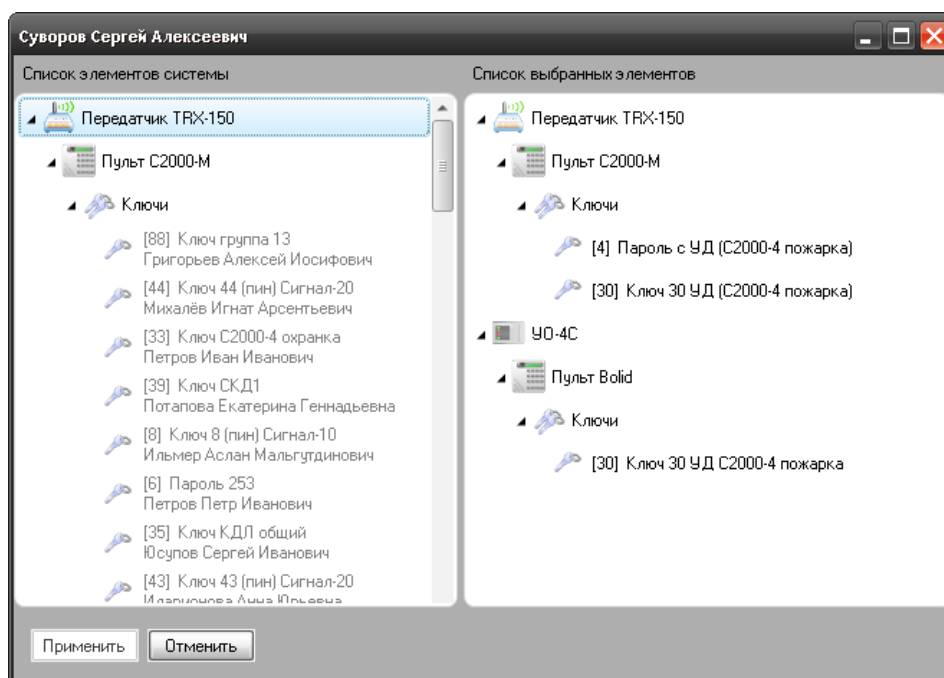 Суворов Сергей Алексеевич
Список элементов системы
Передатчик TRX-150
Пульт С2000-М
Ключи
[88] Ключ группа 13
Григорьев Алексей Иосифович
[44] Ключ 44 (пин) Сигнал-20
Михалёв Игнат Арсентьевич
[33] Ключ С2000-4 охранка
Петров Иван Иванович
[39] Ключ СКД1
Потапова Екатерина Геннадьевна
[8] Ключ 8 (пин) Сигнал-10
Ильмер Аслан Мальгутдинович
[6] Пароль 253
Петров Петр Иванович
[35] Ключ КДЛ общий
Юсупов Сергей Иванович
[43] Ключ 43 (пин) Сигнал-20
Иларионова Анна Юрьевна
Список выбранных элементов
Передатчик TRX-150
Пульт С2000-М
Ключи
[4] Пароль с УД (С2000-4 пожарка)
[30] Ключ 30 УД (С2000-4 пожарка)
УО-4С
Пульт Bolid
Ключи
[30] Ключ 30 УД С2000-4 пожарка
Применить
Отменить